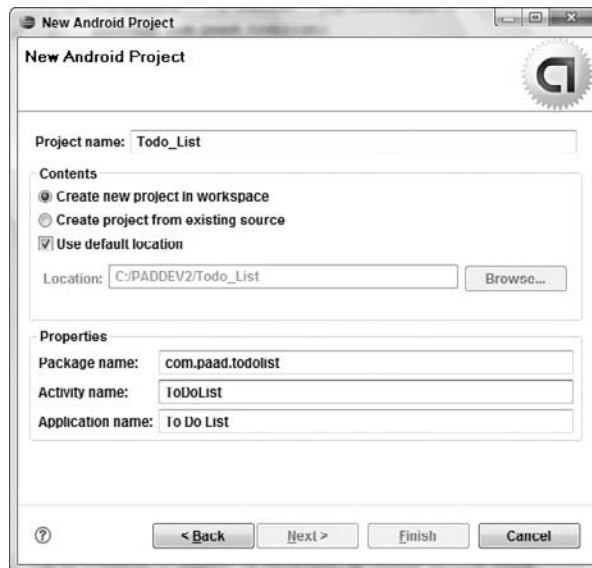 New Android Project
New Android Project
Project name: Todo_List
Contents
Create new project in workspace
Create project from existing source
Use default location
Location: C:/PADDEV2/Todo_List Browse...
Properties
Package name: com.paad.todolist
Activity name: ToDoList
Application name: To Do List
? < Back Next > Finish Cancel